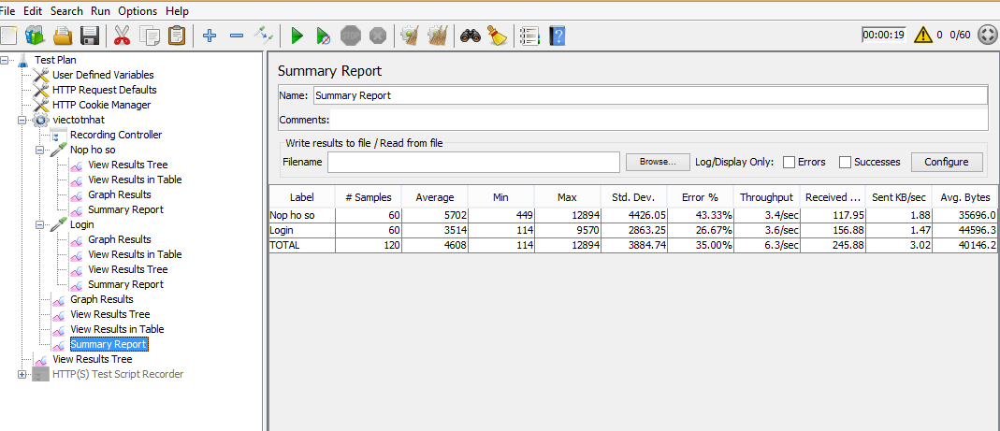 File Edit Search Run Options Help
00:00:19 0 0/60
Test Plan
User Defined Variables
HTTP Request Defaults
HTTP Cookie Manager
viectotnhat
Recording Controller
Nop ho so
View Results Tree
View Results in Table
Graph Results
Summary Report
Login
Graph Results
View Results in Table
View Results Tree
Summary Report
Graph Results
View Results Tree
View Results in Table
Summary Report
View Results Tree
HTTP(S) Test Script Recorder
Summary Report
Name: Summary Report
Comments:
Write results to file / Read from file
Filename Browse... Log/Display Only: Errors Successes Configure
Label # Samples Average Min Max Std. Dev. Error % Throughput Received ... Sent KB/sec Avg. Bytes
Nop ho so 60 5702 449 12894 4426.05 43.33% 3.4/sec 117.95 1.88 35696.0
Login 60 3514 114 9570 2863.25 26.67% 3.6/sec 156.88 1.47 44596.3
TOTAL 120 4608 114 12894 3884.74 35.00% 6.3/sec 245.88 3.02 40146.2